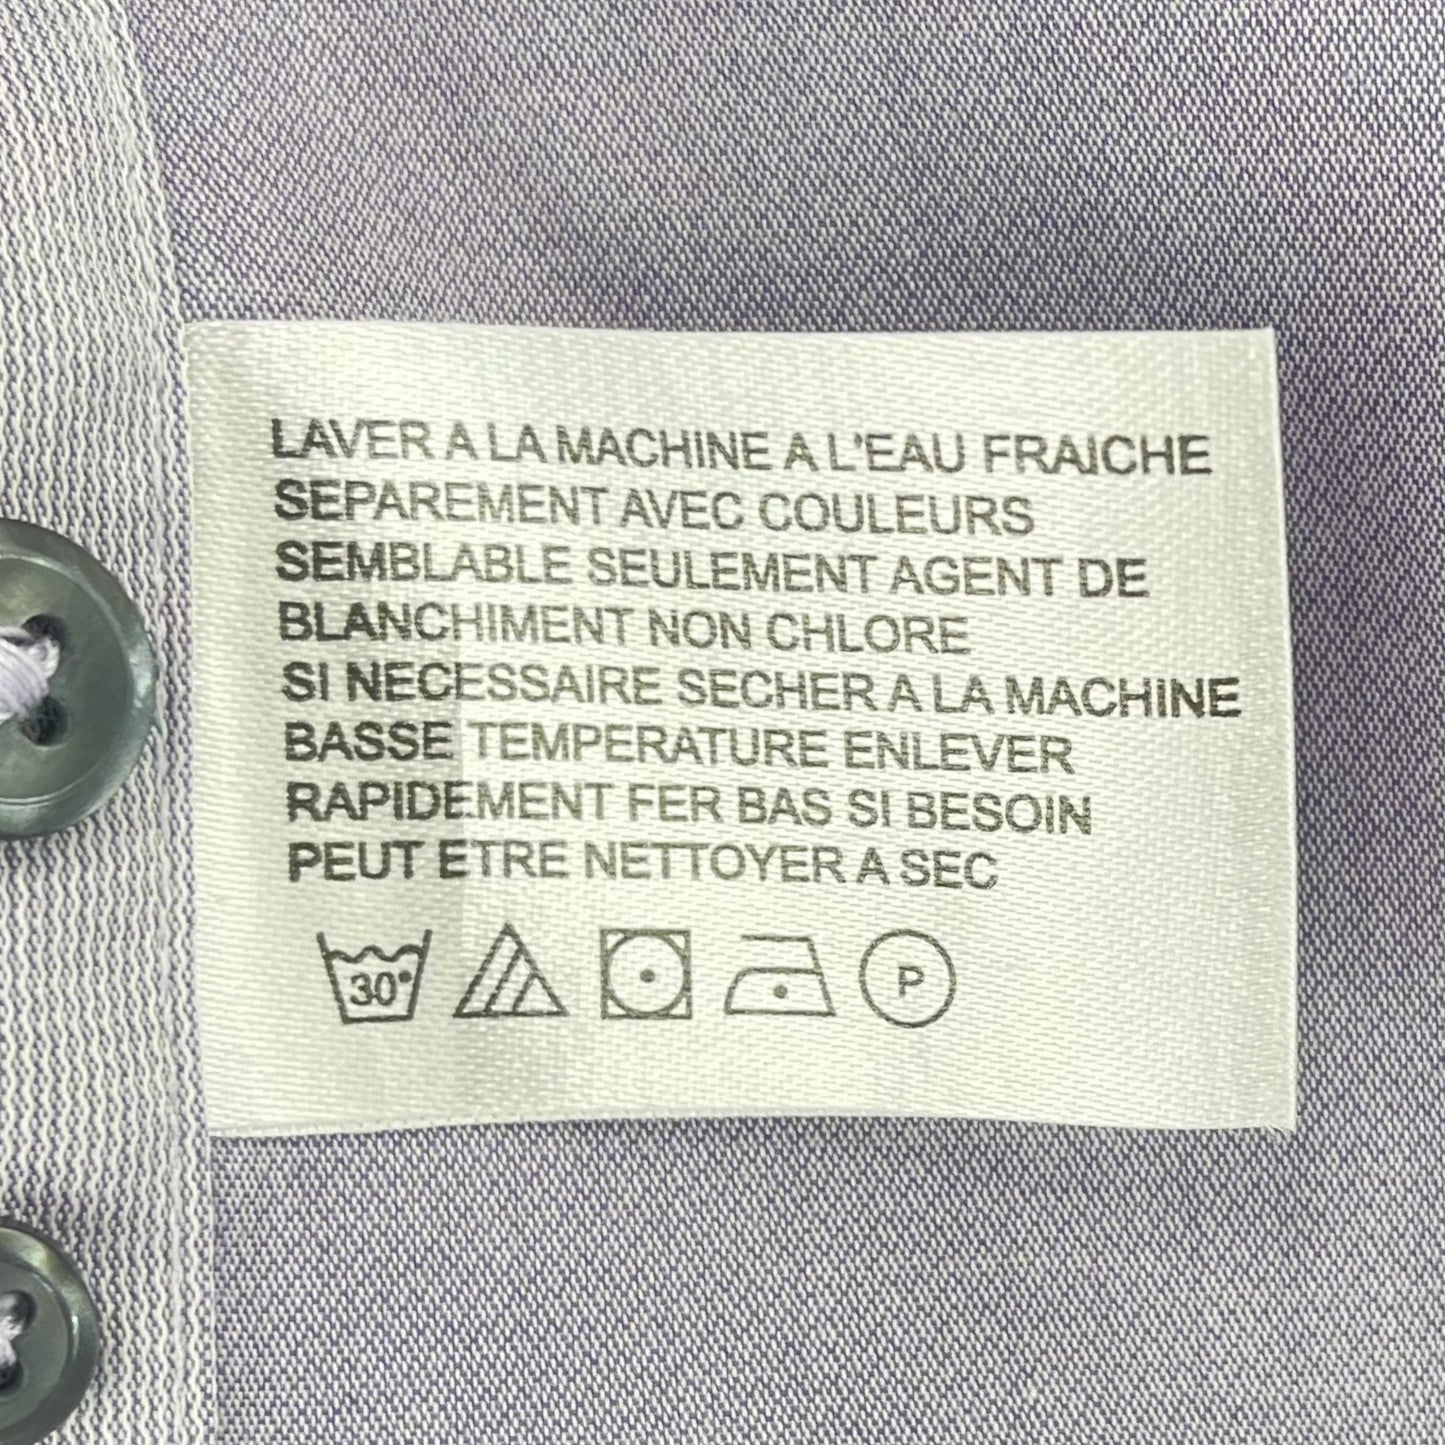 LAVER A LA MACHINE A L'EAU FRAICHE
SEPAREMENT AVEC COULEURS
SEMBLABLE SEULEMENT AGENT DE
BLANCHIMENT NON CHLORE
SI NECESSAIRE SECHER A LA MACHINE
BASSE TEMPERATURE ENLEVER
RAPIDEMENT FER BAS SI BESOIN
PEUT ETRE NETTOYER A SEC
30° P